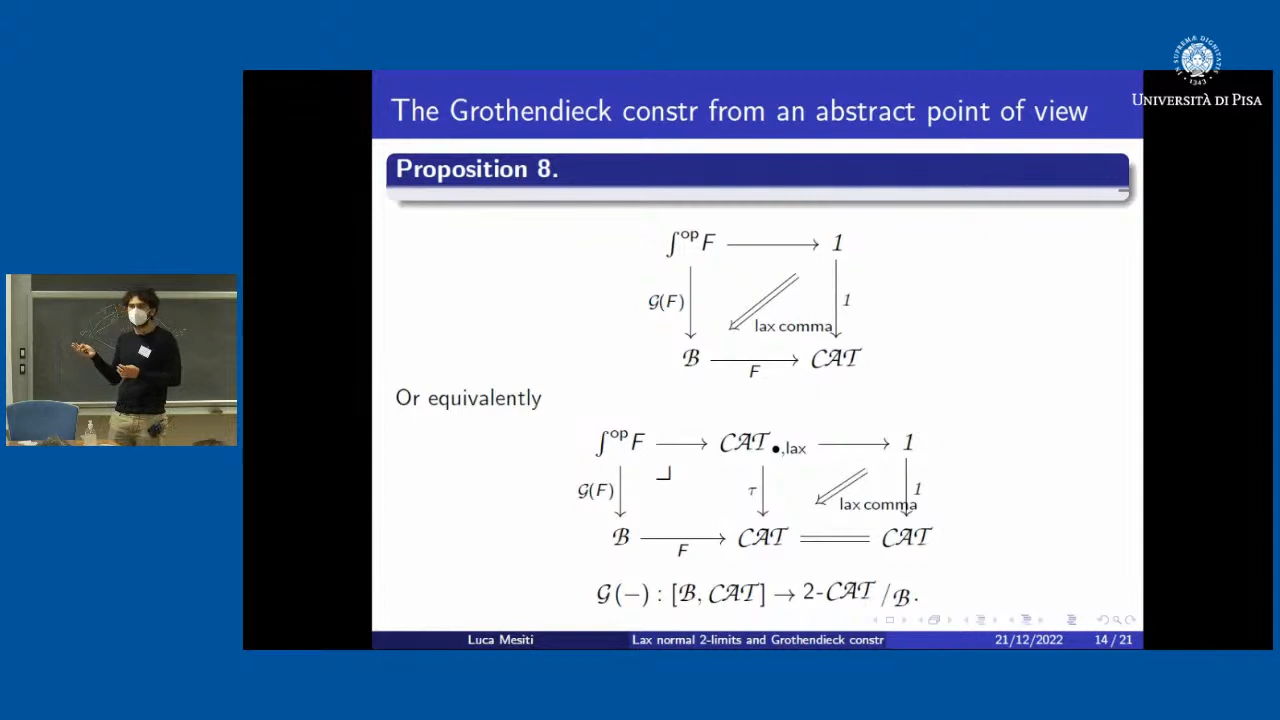 UNIVERSITÀ DI PISA
The Grothendieck constr from an abstract point of view
Proposition 8.
∫ᵒᵖ F → 1
𝒢(F) lax comma 1
ℬ → 𝒞𝒜𝒯
F
Or equivalently
∫ᵒᵖ F → 𝒞𝒜𝒯•,lax → 1
𝒢(F) τ lax comma 1
ℬ → 𝒞𝒜𝒯 = 𝒞𝒜𝒯
F
𝒢(−) : [ℬ, 𝒞𝒜𝒯] → 2-𝒞𝒜𝒯 /ℬ.
Luca Mesiti Lax normal 2-limits and Grothendieck constr 21/12/2022 14 / 21